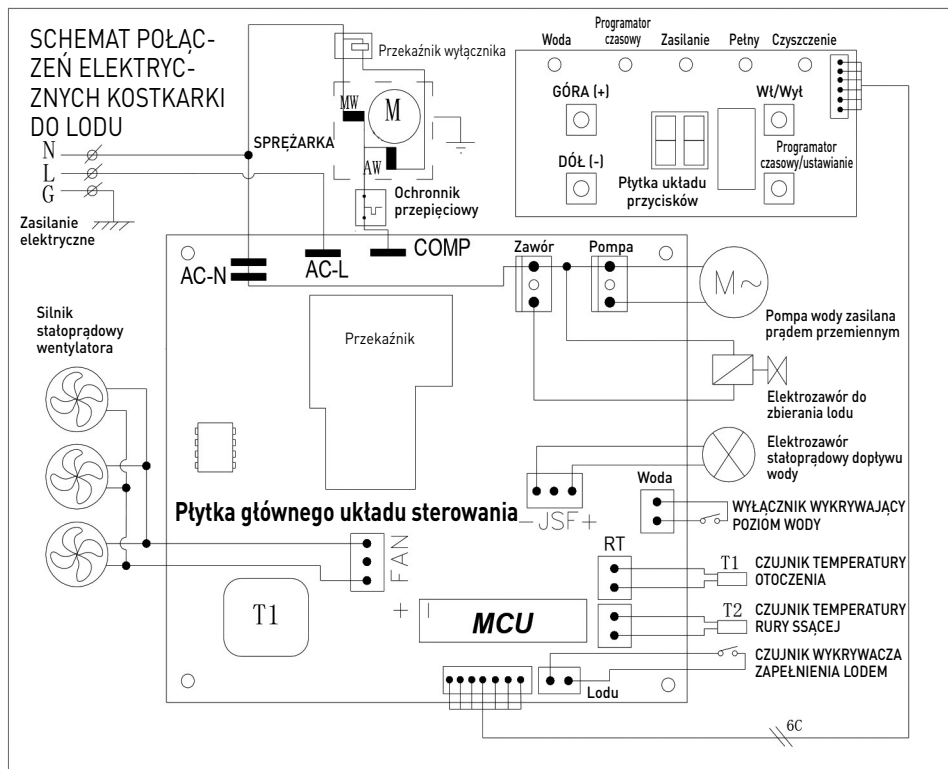 SCHEMAT POŁĄC-
ZEŃ ELEKTRYC-
ZNYCH KOSTKARKI
DO LODU
N
L
G
Zasilanie
elektryczne
SPRĘŻARKA
Przekaźnik wyłącznika
MW
M
AW
Ochronnik
przepięciowy
Woda
Programator
czasowy
Zasilanie
Pełny
Czyszczenie
GÓRA (+)
Wł/Wył
DÓŁ (-)
Programator
czasowy/ustawianie
Płytka układu
przycisków
AC-N
AC-L
COMP
Zawór
Pompa
M~
Pompa wody zasilana
prądem przemiennym
Silnik
stałoprądowy
wentylatora
Przekaźnik
Elektrozawór do
zbierania lodu
Elektrozawór
stałoprądowy dopływu
wody
Płytka głównego układu sterowania
-JSF+
Woda
WYŁĄCZNIK WYKRYWAJĄCY
POZIÓM WODY
FAN
+
RT
T1
CZUJNIK TEMPERATURY
OTOCZENIA
T1
MCU
T2
CZUJNIK TEMPERATURY
RURY SSĄCEJ
CZUJNIK WYKRYWACZA
ZAPEŁNIENIA LODEM
Lodu
6C